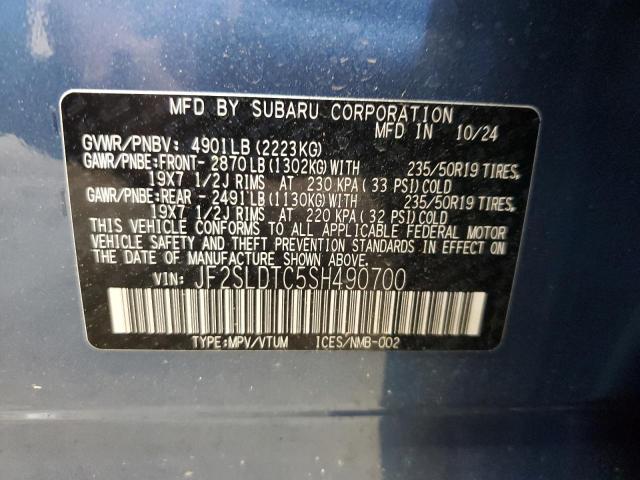 MFD BY SUBARU CORPORATION
MFD IN 10/24
GVWR/PNBV: 4901LB(2223KG)
GAWR/PNBE:FRONT- 2870LB(1302KG)WITH 235/50R19 TIRES,
19X7 1/2J RIMS AT 230 KPA(33 PSI)COLD
GAWR/PNBE:REAR - 2491LB(1130KG)WITH 235/50R19 TIRES,
19X7 1/2J RIMS AT 220 KPA(32 PSI)COLD
THIS VEHICLE CONFORMS TO ALL APPLICABLE FEDERAL MOTOR
VEHICLE SAFETY AND THEFT PREVENTION STANDARDS IN EFFECT ON
THE DATE OF MANUFACTURE SHOWN ABOVE.
VIN: JF2SLDTC5SH490700
TYPE:MPV/VTUM ICES/NMB-002